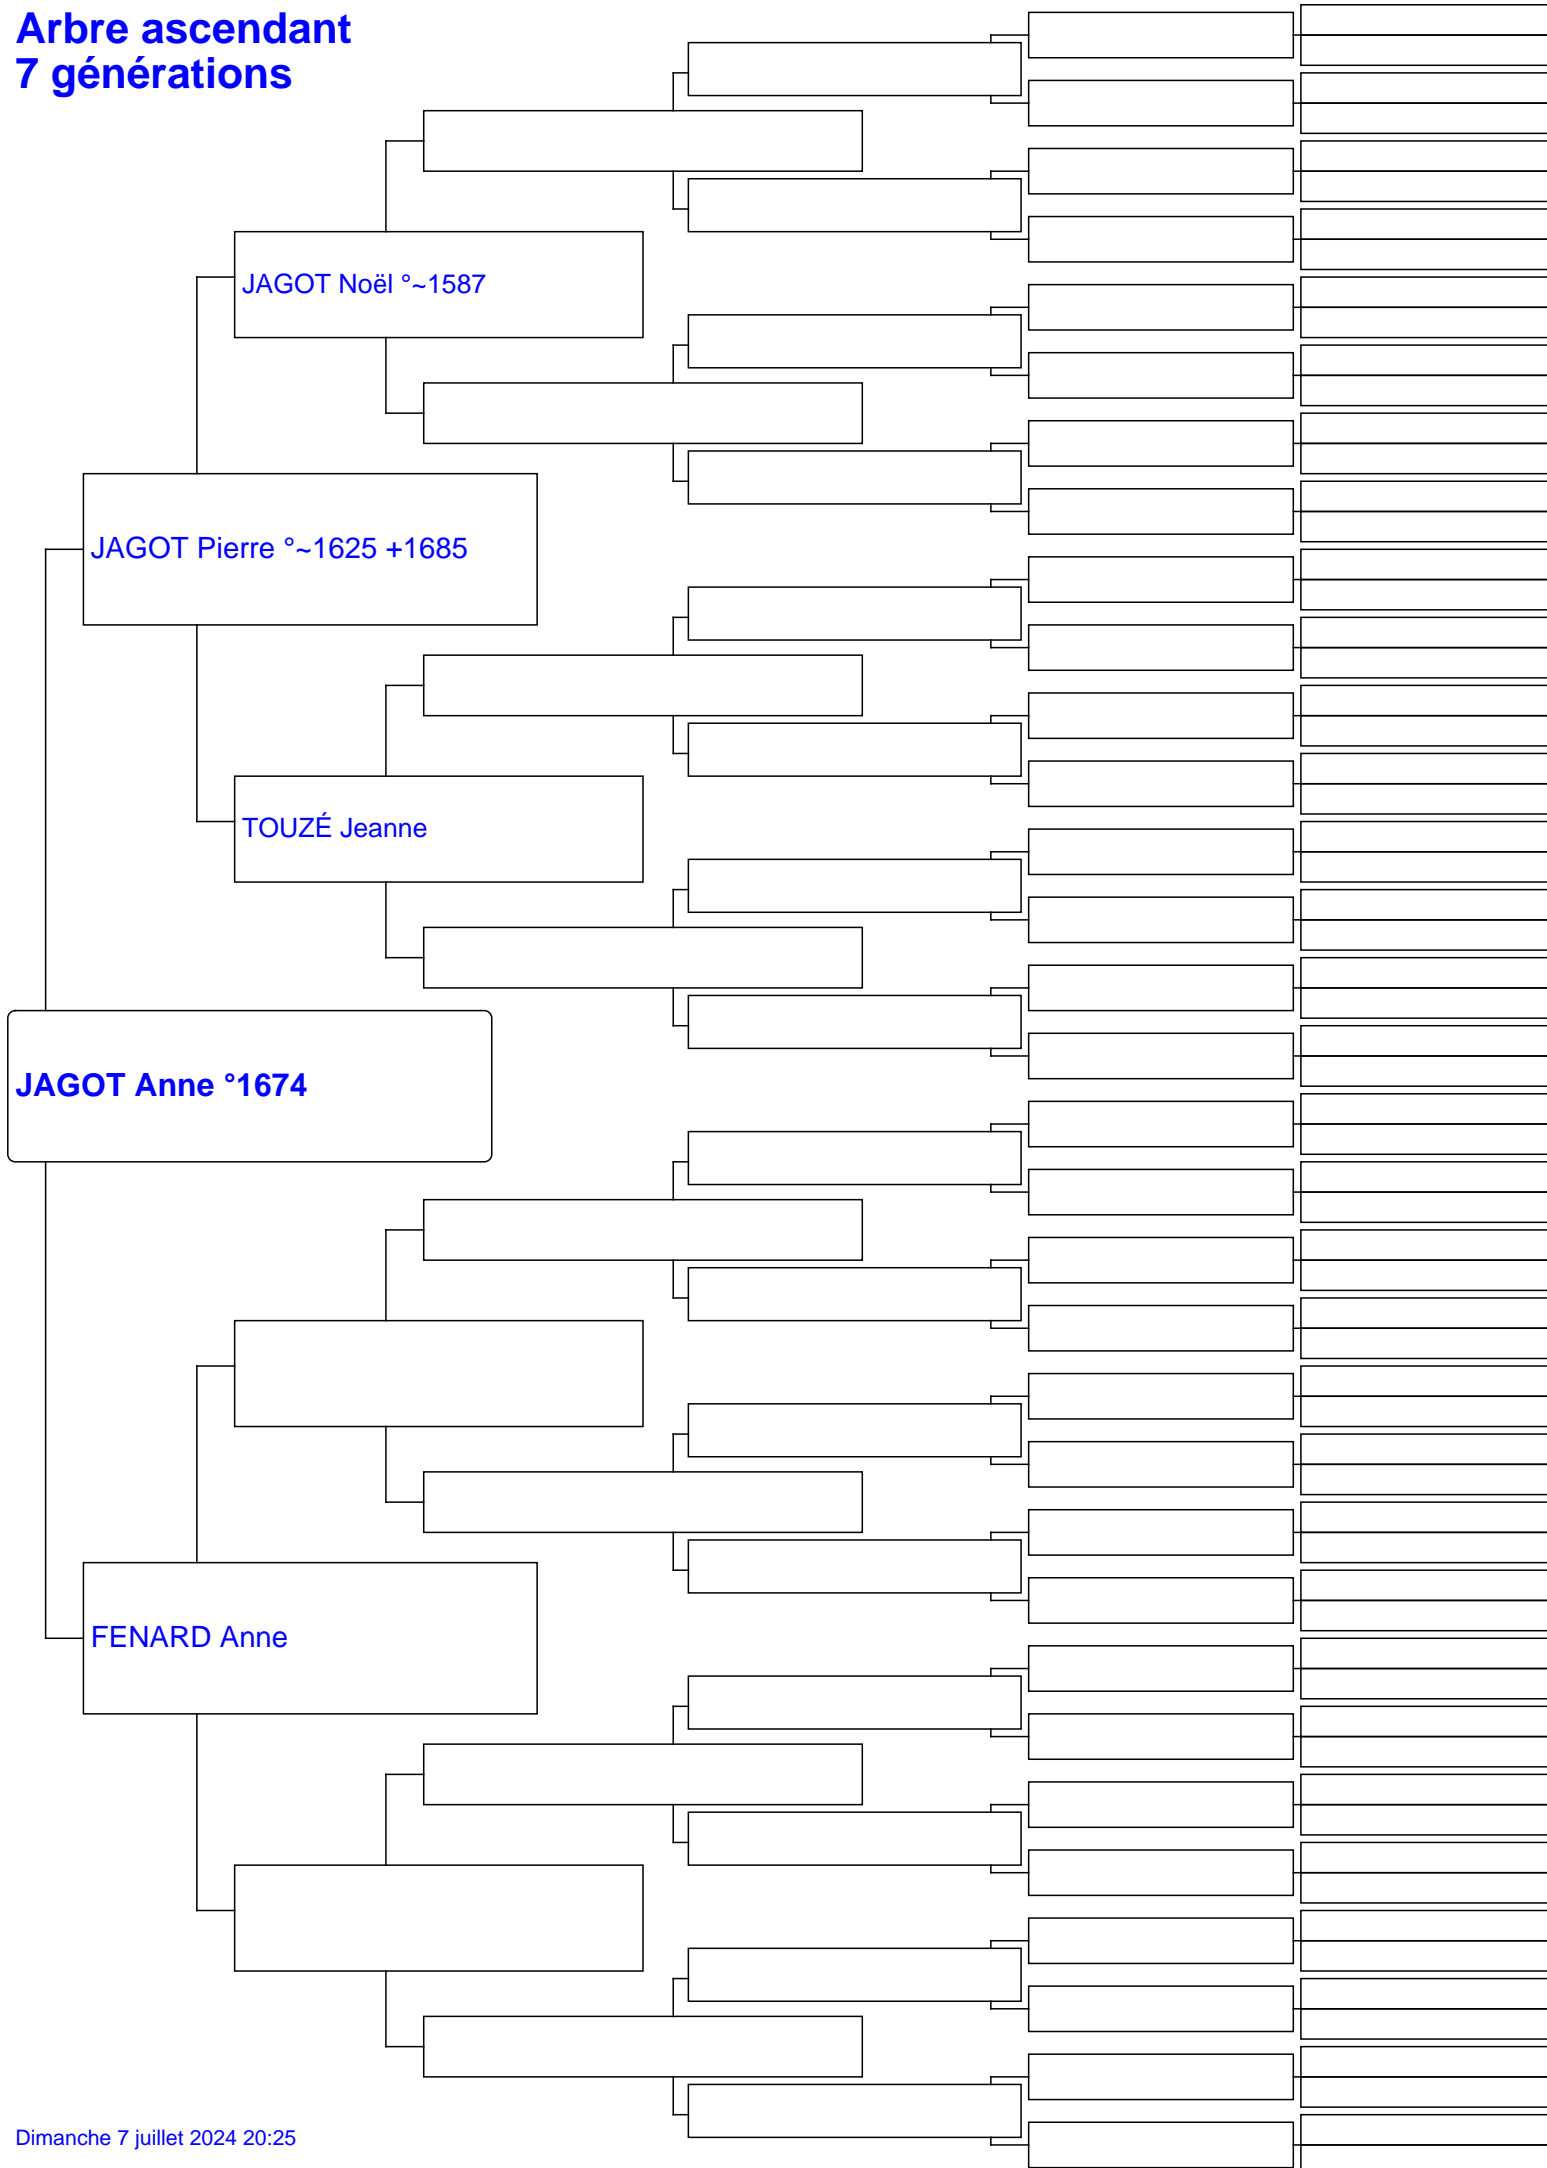 Arbre ascendant
7 générations
JAGOT Noël °~1587
JAGOT Pierre °~1625 +1685
TOUZÉ Jeanne
JAGOT Anne °1674
FENARD Anne
Dimanche 7 juillet 2024 20:25